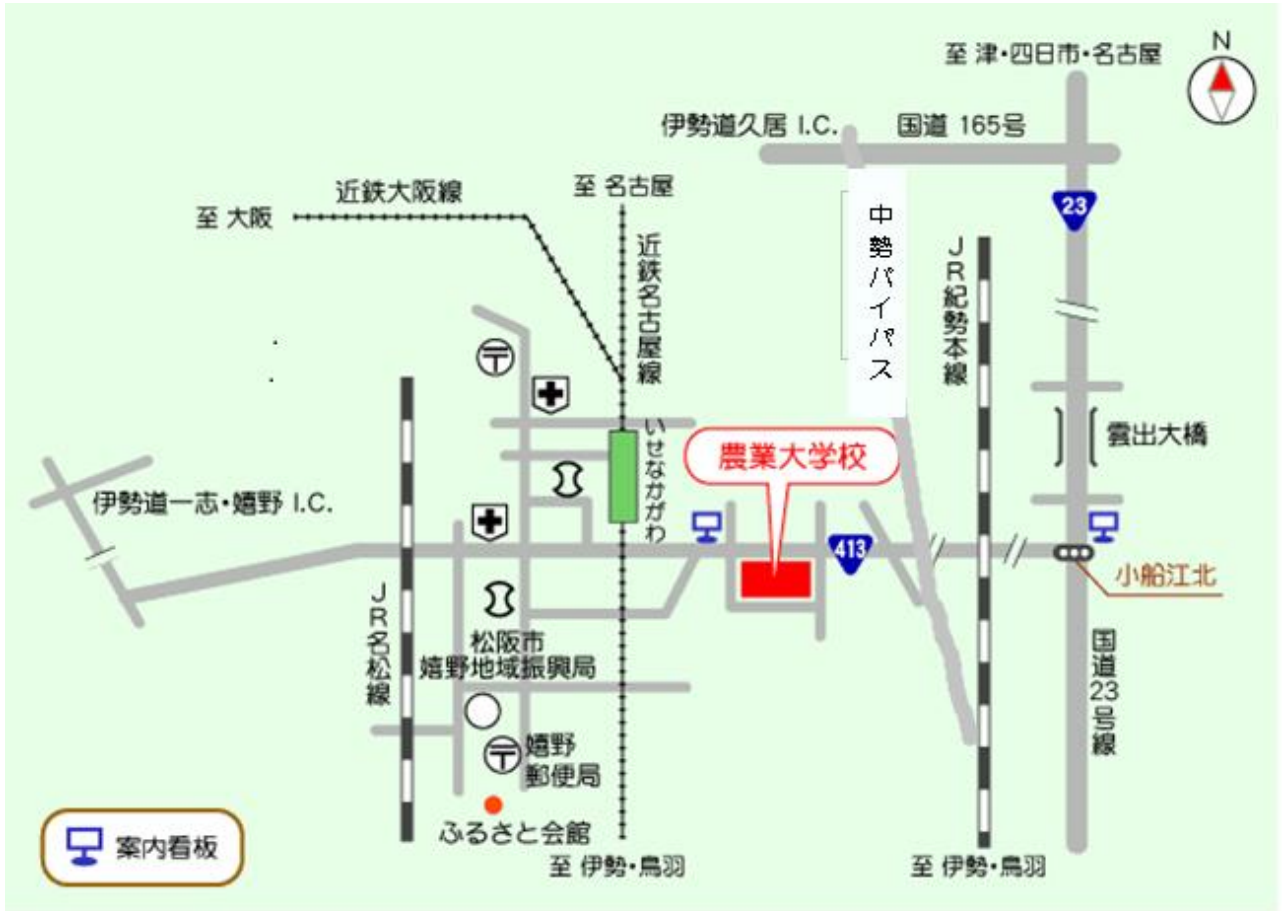 N
至 津・四日市・名古屋
伊勢道久居 I.C.
国道 165号
至 名古屋
近鉄大阪線
至 大阪
23
中勢バイパス
近鉄名古屋線
JR紀勢本線
いせなかがわ
雲出大橋
農業大学校
伊勢道一志・嬉野 I.C.
413
小船江北
JR名松線
松阪市
嬉野地域振興局
国道23号線
嬉野
郵便局
ふるさと会館
案内看板
至 伊勢・鳥羽
至 伊勢・鳥羽